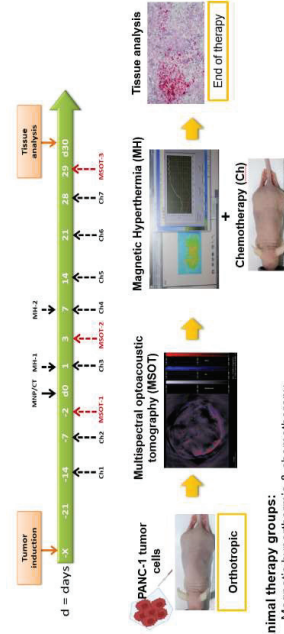 Tumor
induction
MNP/CT
MH-1
MH-2
Tissue
analysis
-X -21 -14 -7 -2 d0 1 3 7 14 21 28 29 d30
d = days
Ch1 Ch2 MSOT-1 Ch3 MSOT-2 Ch4 Ch5 Ch6 Ch7 MSOT-3
PANC-1 tumor
cells
Orthotropic
Multispectral optoacoustic
tomography (MSOT)
Magnetic Hyperthermia (MH)
+
Chemotherapy (Ch)
Tissue analysis
End of therapy
nimal therapy groups: